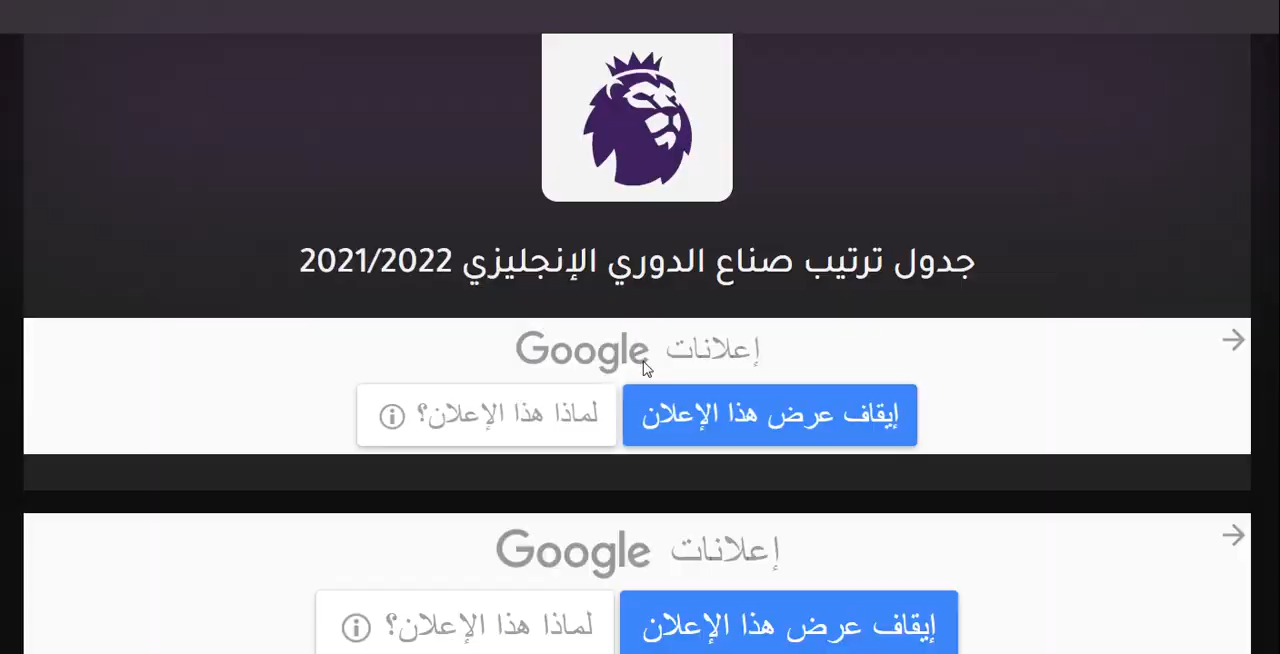 جدول ترتيب صناع الدوري الإنجليزي 2021/2022
إعلانات Google
إيقاف عرض هذا الإعلان لماذا هذا الإعلان؟
إعلانات Google
إيقاف عرض هذا الإعلان لماذا هذا الإعلان؟